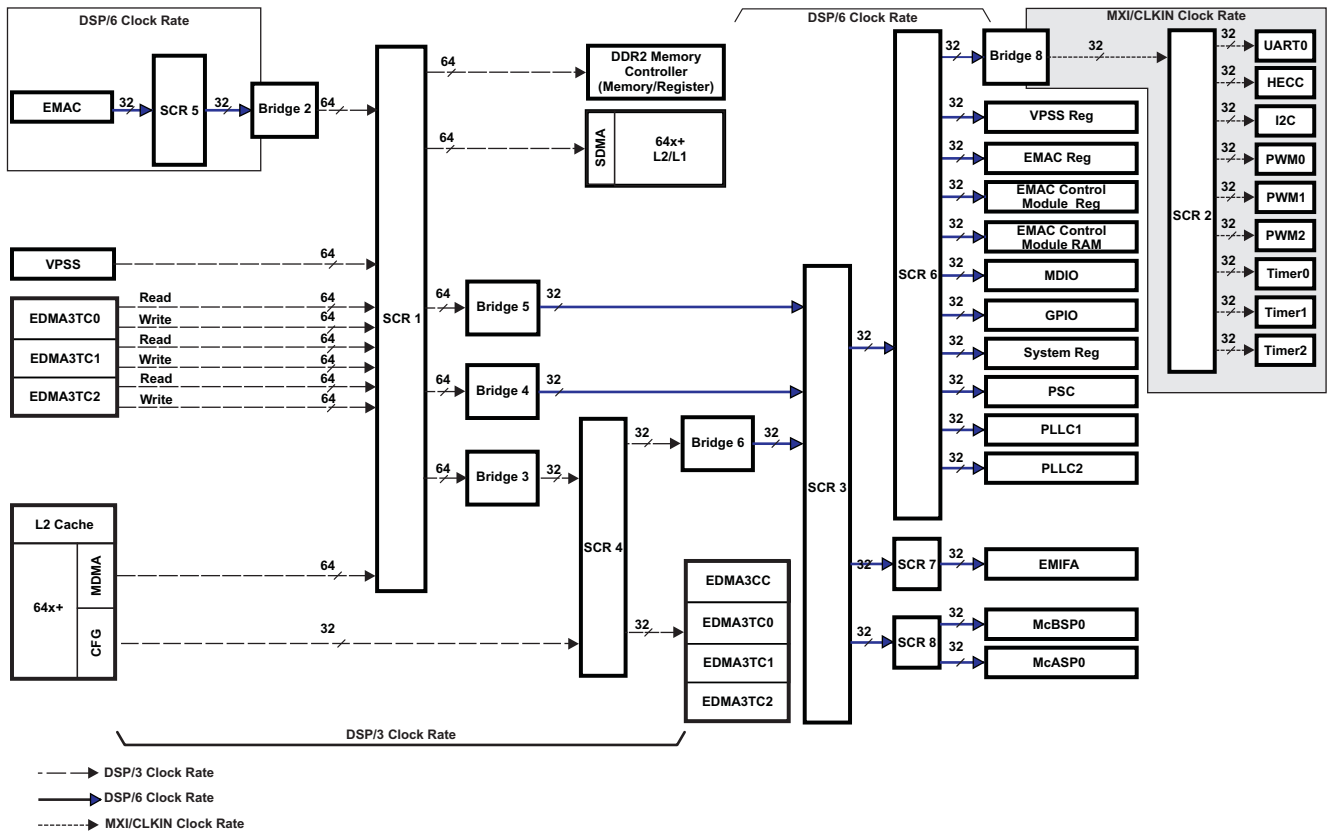 DSP/6 Clock Rate
EMAC
32
SCR 5
32
Bridge 2
64
VPSS
64
EDMA3TC0
EDMA3TC1
EDMA3TC2
Read
64
Write
64
Read
64
Write
64
Read
64
Write
64
L2 Cache
64x+
MDMA
CFG
64
32
SCR 1
64
DDR2 Memory
Controller
(Memory/Register)
64
SDMA
64x+
L2/L1
64
Bridge 5
32
64
Bridge 4
32
64
Bridge 3
32
SCR 4
32
Bridge 6
32
32
EDMA3CC
EDMA3TC0
EDMA3TC1
EDMA3TC2
SCR 3
DSP/6 Clock Rate
32
SCR 6
32
Bridge 8
32
32
VPSS Reg
32
EMAC Reg
32
EMAC Control
Module Reg
32
EMAC Control
Module RAM
32
MDIO
32
GPIO
32
System Reg
32
PSC
32
PLLC1
32
PLLC2
32
SCR 7
32
EMIFA
32
SCR 8
32
McBSP0
32
McASP0
MXI/CLKIN Clock Rate
SCR 2
32
UART0
32
HECC
32
I2C
32
PWM0
32
PWM1
32
PWM2
32
Timer0
32
Timer1
32
Timer2
DSP/3 Clock Rate
DSP/3 Clock Rate
DSP/6 Clock Rate
MXI/CLKIN Clock Rate